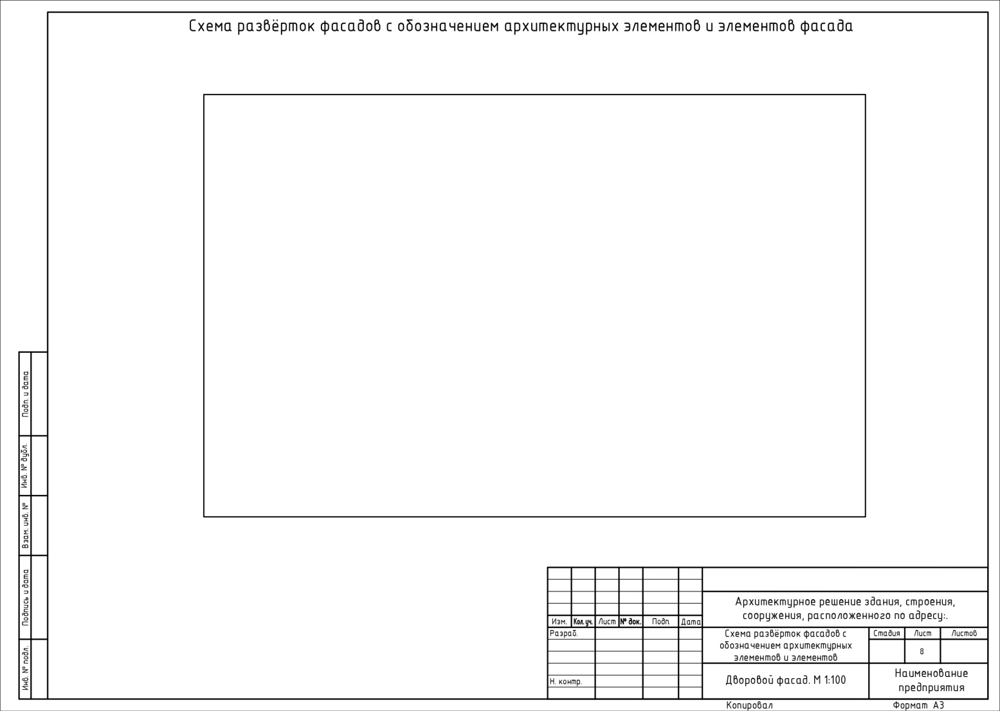 Схема развёрток фасадов с обозначением архитектурных элементов и элементов фасада
Подп. и дата
Инв. № дубл.
Взам. инв. №
Подпись и дата
Инв. № подл.
Изм. Кол.уч. Лист № док. Подп. Дата
Разраб.
Н. контр.
Архитектурное решение здания, строения,
сооружения, расположенного по адресу:.
Схема развёрток фасадов с
обозначением архитектурных
элементов и элементов
Стадия Лист Листов
8
Дворовой фасад. М 1:100
Наименование
предприятия
Копировал
Формат А3